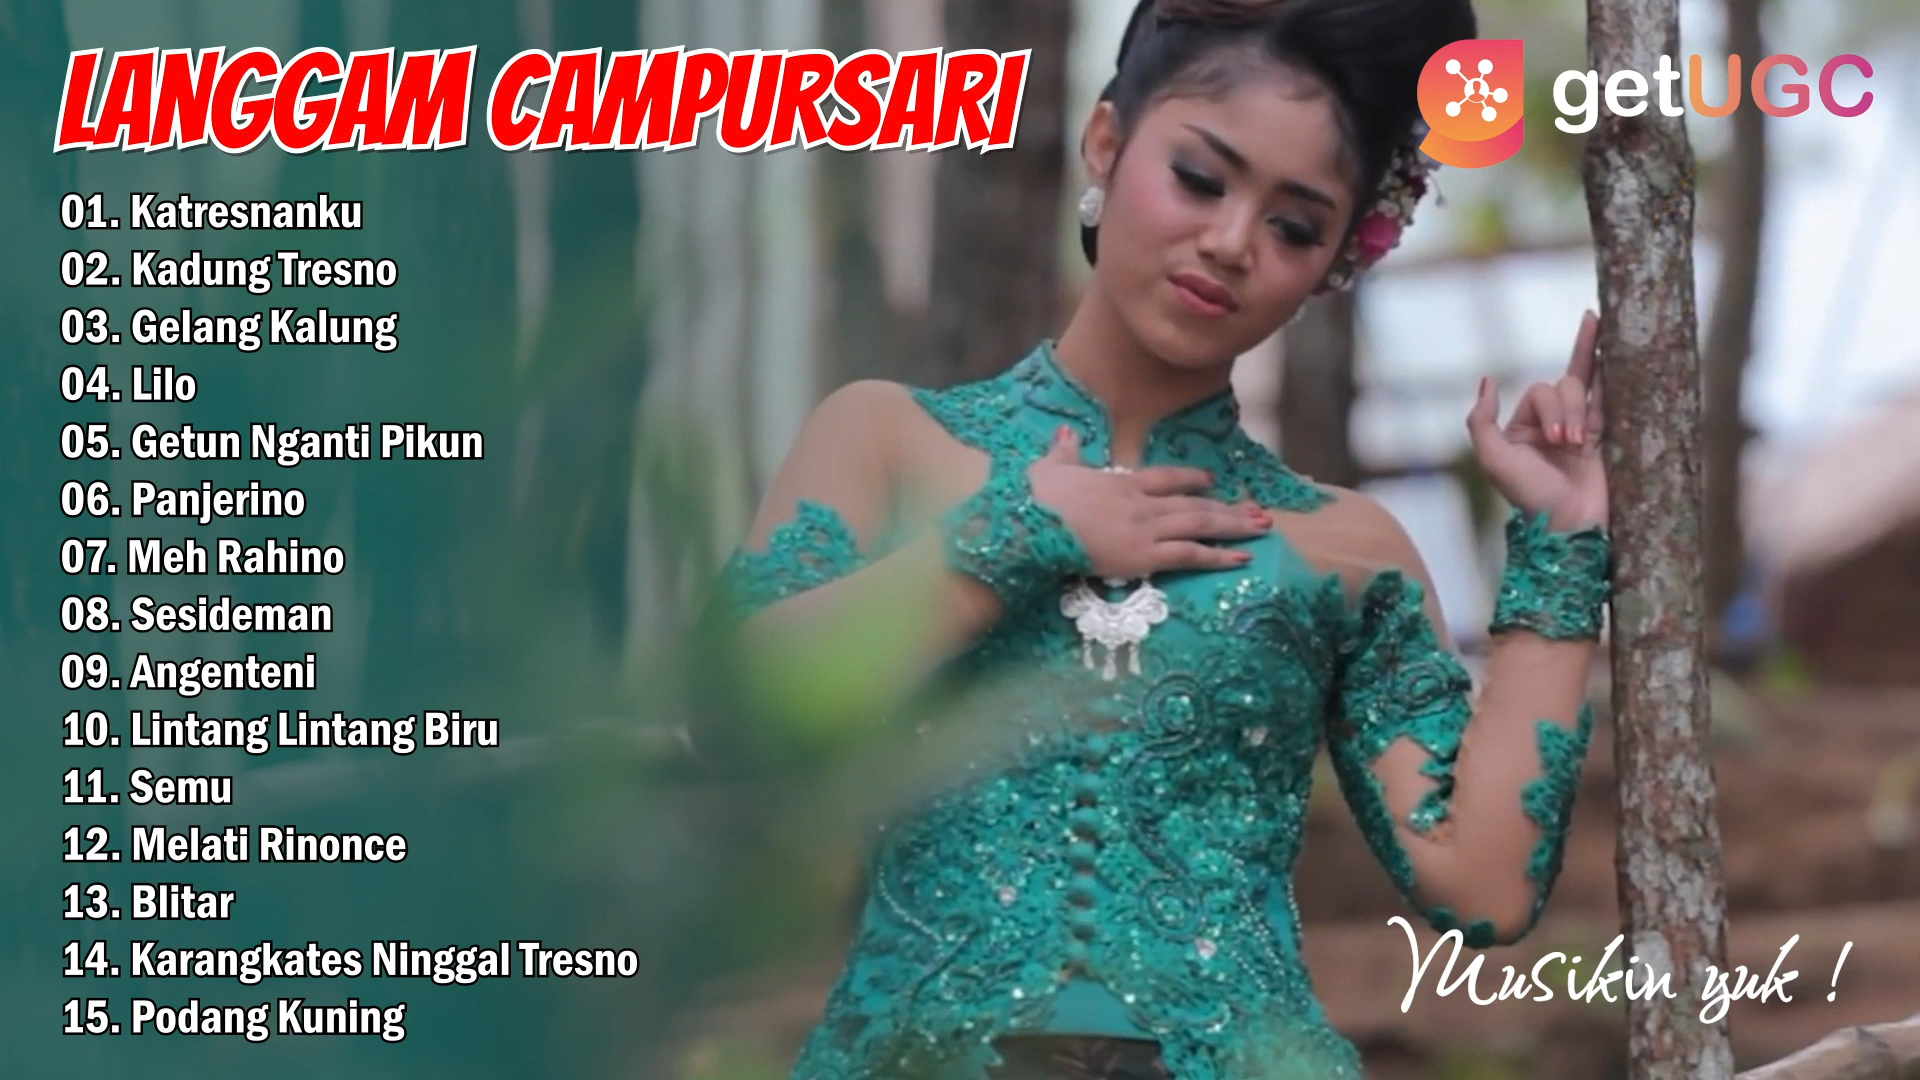 LANGGAM CAMPURSARI
getUGC
01. Katresnanku
02. Kadung Tresno
03. Gelang Kalung
04. Lilo
05. Getun Nganti Pikun
06. Panjerino
07. Meh Rahino
08. Sesideman
09. Angenteni
10. Lintang Lintang Biru
11. Semu
12. Melati Rinonce
13. Blitar
14. Karangkates Ninggal Tresno
15. Podang Kuning
Musikin yuk !